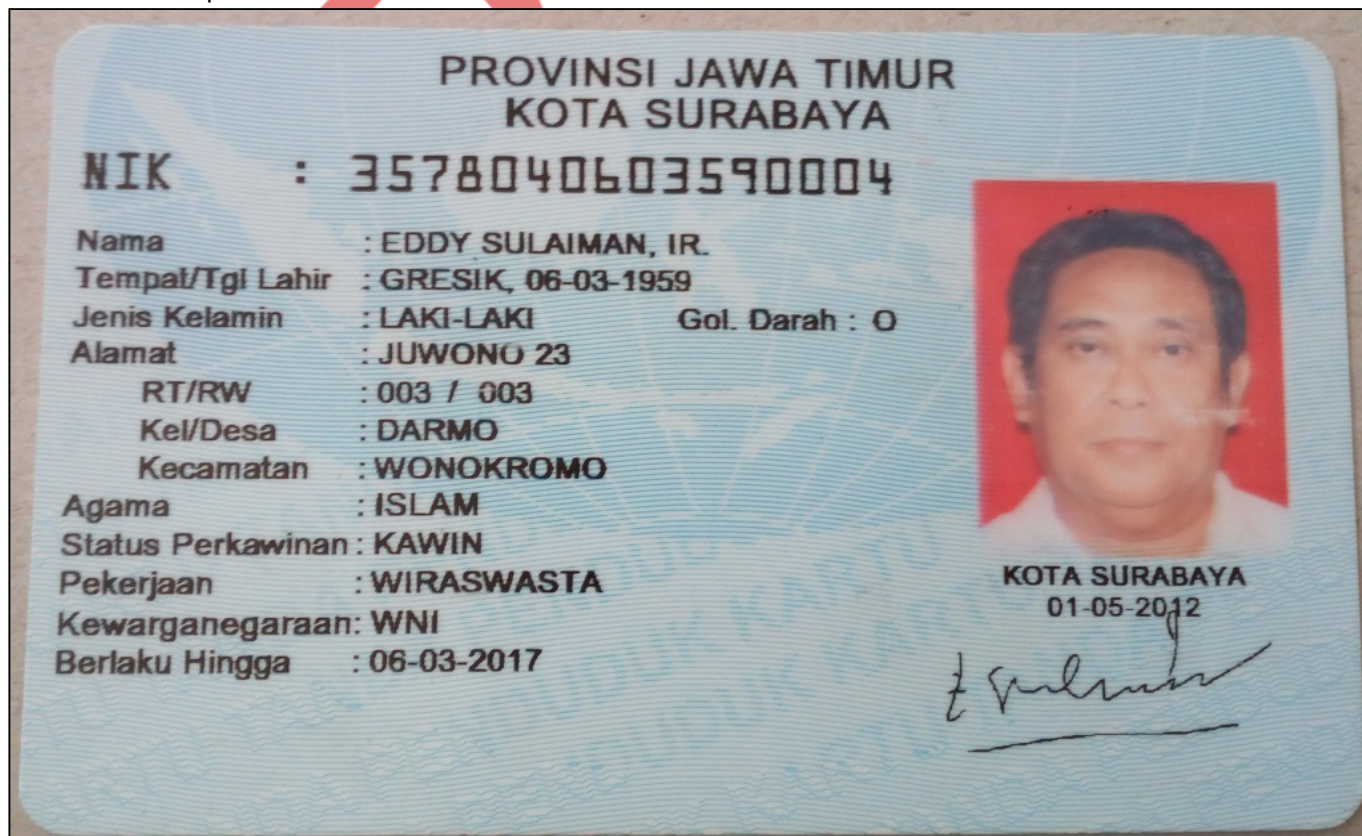 PROVINSI JAWA TIMUR
KOTA SURABAYA
NIK : 3578040603590004
Nama : EDDY SULAIMAN, IR.
Tempat/Tgl Lahir : GRESIK, 06-03-1959
Jenis Kelamin : LAKI-LAKI Gol. Darah : O
Alamat : JUWONO 23
RT/RW : 003 / 003
Kel/Desa : DARMO
Kecamatan : WONOKROMO
Agama : ISLAM
Status Perkawinan : KAWIN
Pekerjaan : WIRASWASTA
Kewarganegaraan: WNI
Berlaku Hingga : 06-03-2017
KOTA SURABAYA
01-05-2012